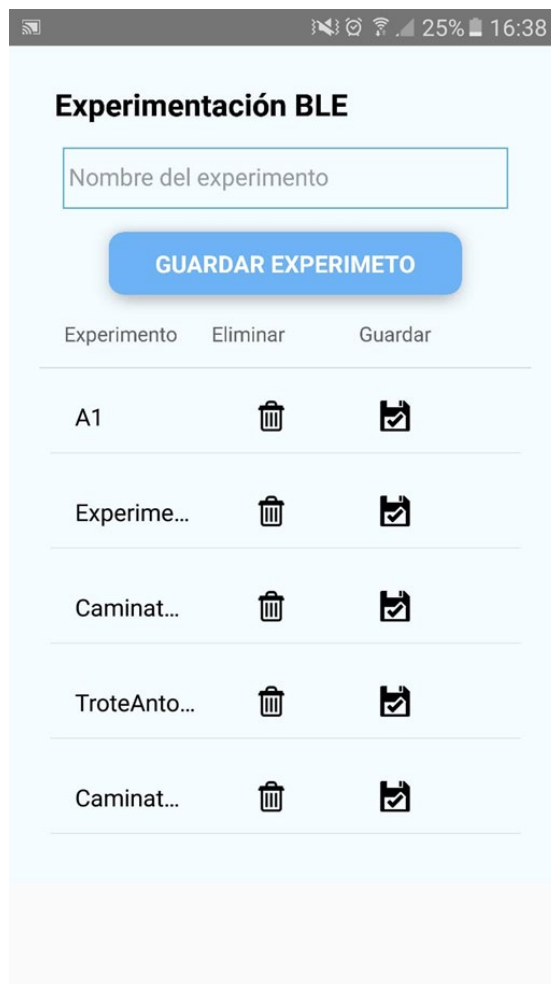 25% 16:38
Experimentación BLE
Nombre del experimento
GUARDAR EXPERIMETO
Experimento Eliminar Guardar
A1
Experime...
Caminat...
TroteAnto...
Caminat...